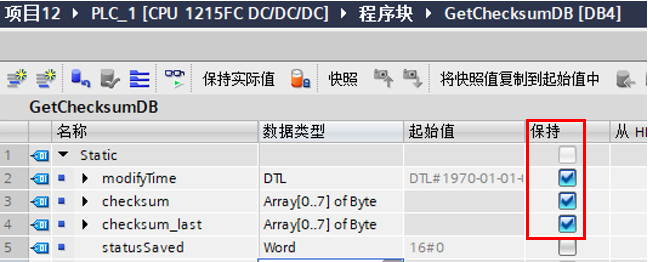 项目12 ▸ PLC_1 [CPU 1215FC DC/DC/DC] ▸ 程序块 ▸ GetChecksumDB [DB4]
保持实际值 快照 将快照值复制到起始值中
GetChecksumDB
名称 数据类型 起始值 保持 从
1 Static
2 modifyTime DTL DTL#1970-01-01-
3 checksum Array[0..7] of Byte
4 checksum_last Array[0..7] of Byte
5 statusSaved Word 16#0